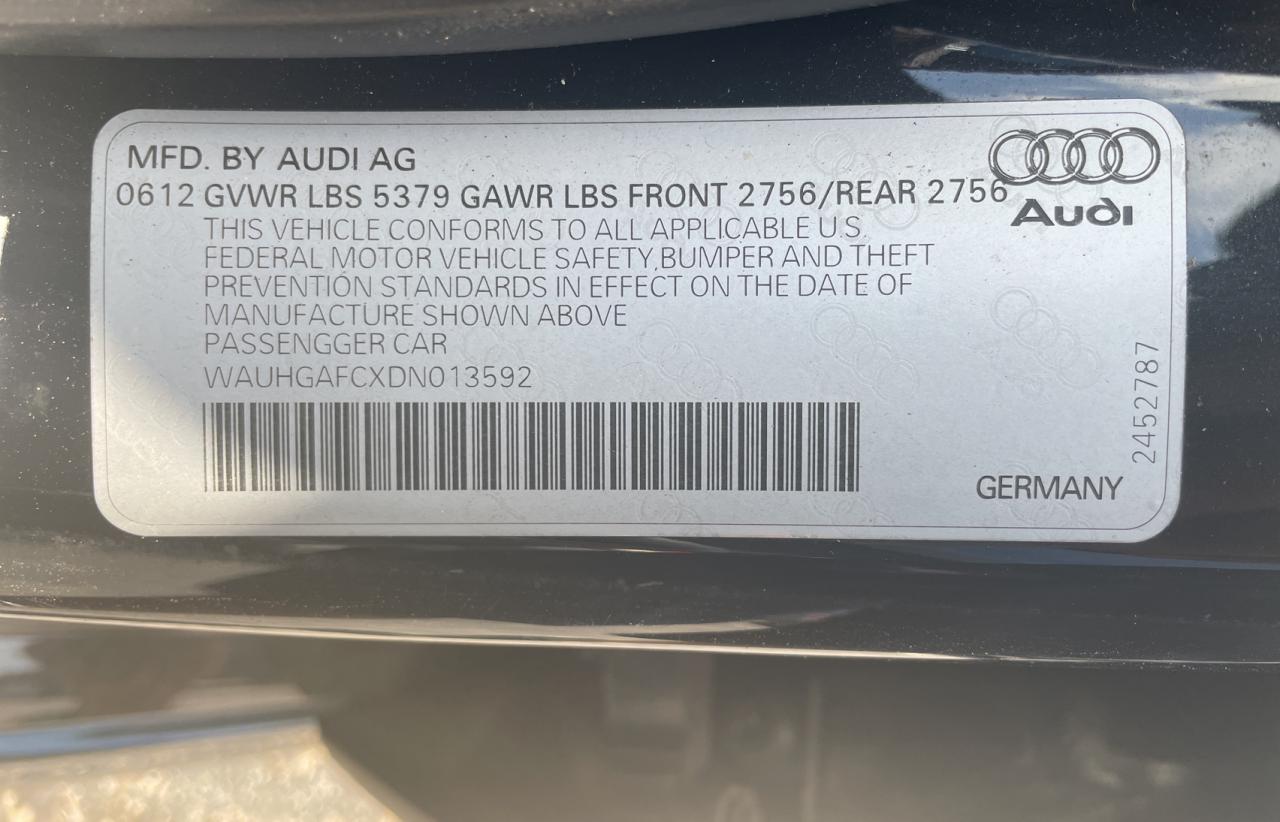 MFD. BY AUDI AG
0612 GVWR LBS 5379 GAWR LBS FRONT 2756/REAR 2756
Audi
THIS VEHICLE CONFORMS TO ALL APPLICABLE U.S.
FEDERAL MOTOR VEHICLE SAFETY,BUMPER AND THEFT
PREVENTION STANDARDS IN EFFECT ON THE DATE OF
MANUFACTURE SHOWN ABOVE
PASSENGGER CAR
WAUHGAFCXDN013592
2452787
GERMANY